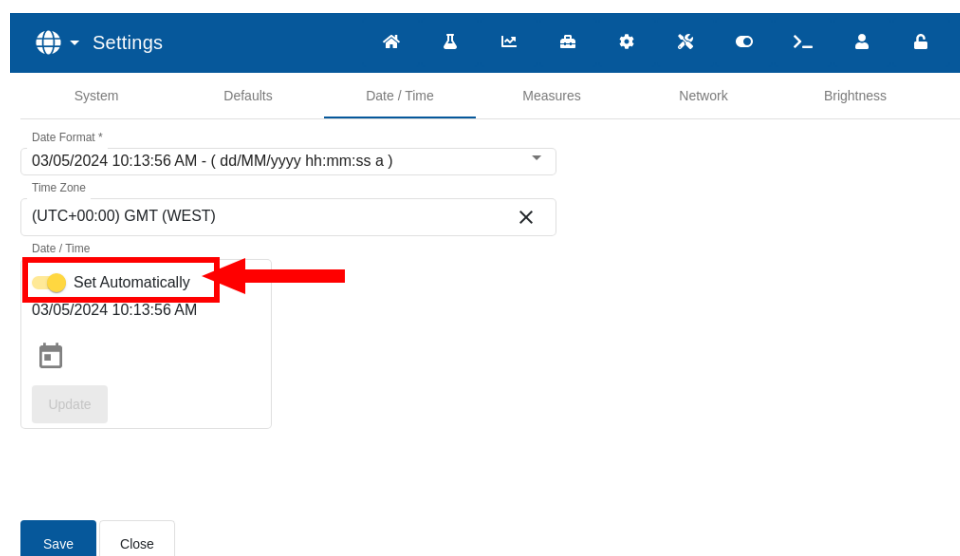 Settings
System Defaults Date / Time Measures Network Brightness
Date Format *
03/05/2024 10:13:56 AM - ( dd/MM/yyyy hh:mm:ss a )
Time Zone
(UTC+00:00) GMT (WEST)
Date / Time
Set Automatically
03/05/2024 10:13:56 AM
Update
Save Close